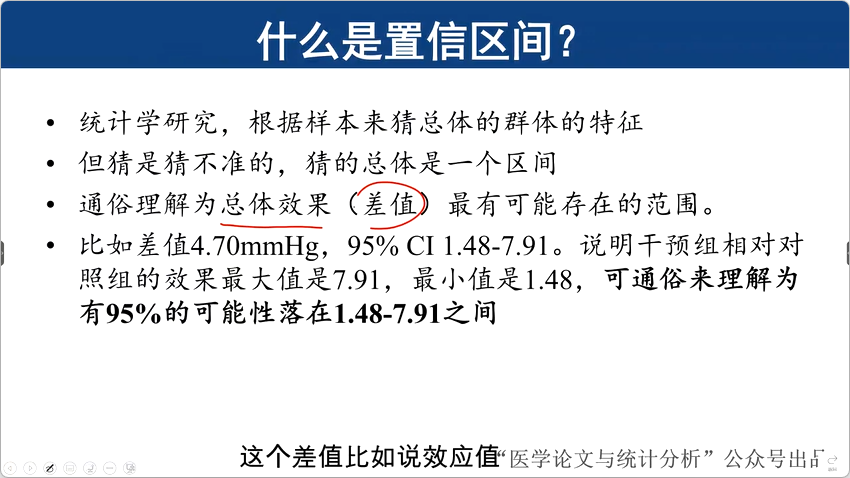 什么是置信区间？
• 统计学研究，根据样本来猜总体的群体的特征
• 但猜是猜不准的，猜的总体是一个区间
• 通俗理解为总体效果（差值）最有可能存在的范围。
• 比如差值4.70mmHg，95% CI 1.48-7.91。说明干预组相对对
照组的效果最大值是7.91，最小值是1.48，可通俗来理解为
有95%的可能性落在1.48-7.91之间
这个差值比如说效应值
“医学论文与统计分析”公众号出品